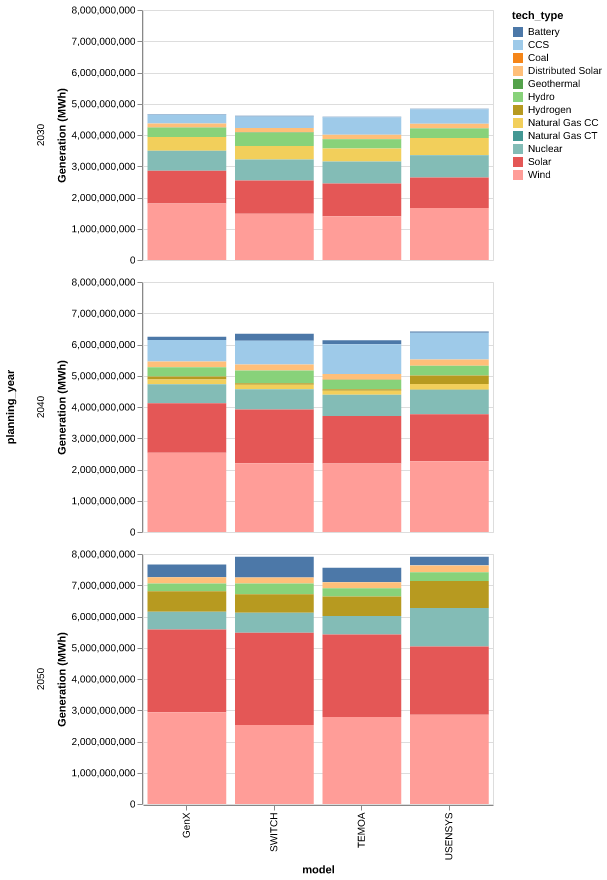 planning_year
2030
Generation (MWh)
8,000,000,000
7,000,000,000
6,000,000,000
5,000,000,000
4,000,000,000
3,000,000,000
2,000,000,000
1,000,000,000
0
2040
Generation (MWh)
8,000,000,000
7,000,000,000
6,000,000,000
5,000,000,000
4,000,000,000
3,000,000,000
2,000,000,000
1,000,000,000
0
2050
Generation (MWh)
8,000,000,000
7,000,000,000
6,000,000,000
5,000,000,000
4,000,000,000
3,000,000,000
2,000,000,000
1,000,000,000
0
GenX
SWITCH
TEMOA
USENSYS
model
tech_type
Battery
CCS
Coal
Distributed Solar
Geothermal
Hydro
Hydrogen
Natural Gas CC
Natural Gas CT
Nuclear
Solar
Wind